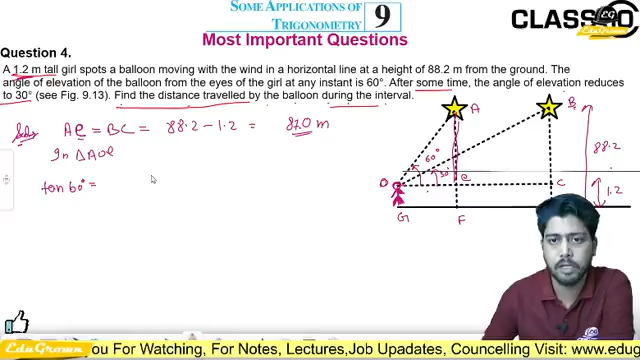 SOME APPLICATIONS OF
TRIGONOMETRY
9
CLASS 10
EduGrown
Most Important Questions
Question 4.
A 1.2 m tall girl spots a balloon moving with the wind in a horizontal line at a height of 88.2 m from the ground. The
angle of elevation of the balloon from the eyes of the girl at any instant is 60°. After some time, the angle of elevation reduces
to 30° (see Fig. 9.13). Find the distance travelled by the balloon during the interval.
Ae = BC = 88.2 - 1.2 = 87.0 m
In ΔAOe
tan 60° =
A
B
60°
30°
O
e
C
G
F
88.2
1.2
EduGrown
you For Watching, For Notes, Lectures,Job Upadates, Councelling Visit: www.edug